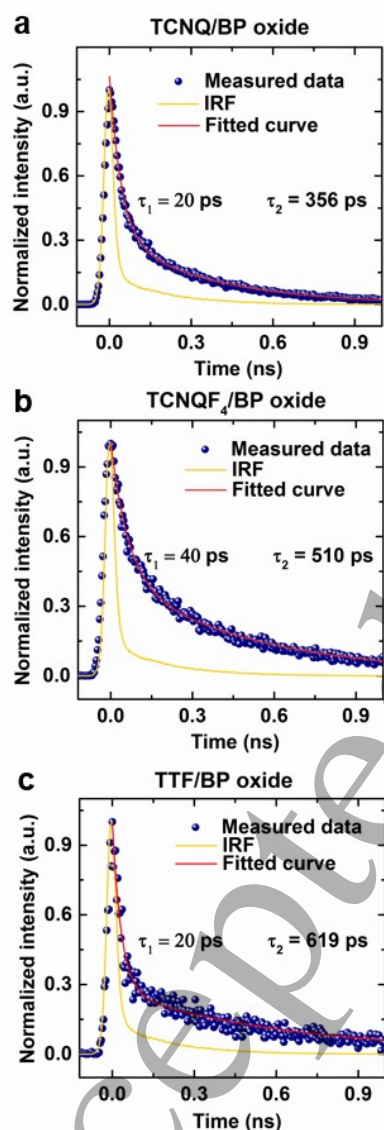 a
TCNQ/BP oxide
Normalized intensity (a.u.)
0.9
0.6
0.3
0.0
Measured data
IRF
Fitted curve
τ₁ = 20 ps
τ₂ = 356 ps
0.0 0.3 0.6 0.9
Time (ns)
b
TCNQF₄/BP oxide
Normalized intensity (a.u.)
0.9
0.6
0.3
0.0
Measured data
IRF
Fitted curve
τ₁ = 40 ps
τ₂ = 510 ps
0.0 0.3 0.6 0.9
Time (ns)
c
TTF/BP oxide
Normalized intensity (a.u.)
0.9
0.6
0.3
0.0
Measured data
IRF
Fitted curve
τ₁ = 20 ps
τ₂ = 619 ps
0.0 0.3 0.6 0.9
Time (ns)